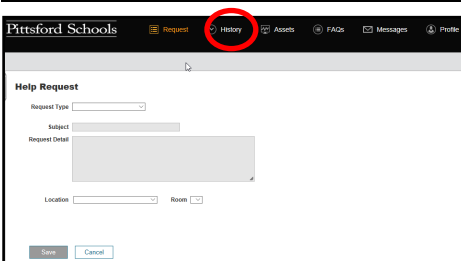 Pittsford Schools Request History Assets FAQs Messages Profile
Help Request
Request Type
Subject
Request Detail
Location Room
Save Cancel